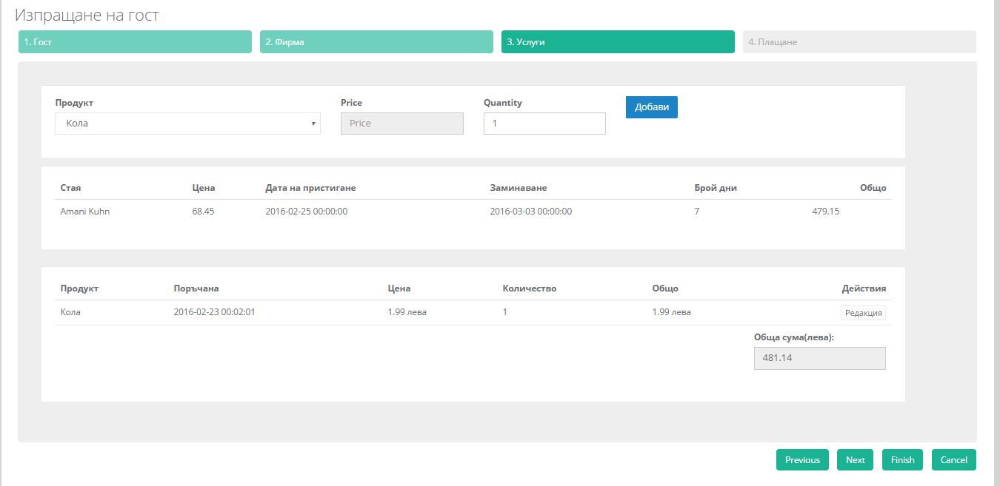 Изпращане на гост
1. Гост 2. Фирма 3. Услуги 4. Плащане
Продукт Price Quantity Добави
Кола Price 1
Стая Цена Дата на пристигане Заминаване Брой дни Общо
Amani Kuhn 68.45 2016-02-25 00:00:00 2016-03-03 00:00:00 7 479.15
Продукт Поръчана Цена Количество Общо Действия
Кола 2016-02-23 00:02:01 1.99 лева 1 1.99 лева Редакция
Обща сума(лева):
481.14
Previous Next Finish Cancel